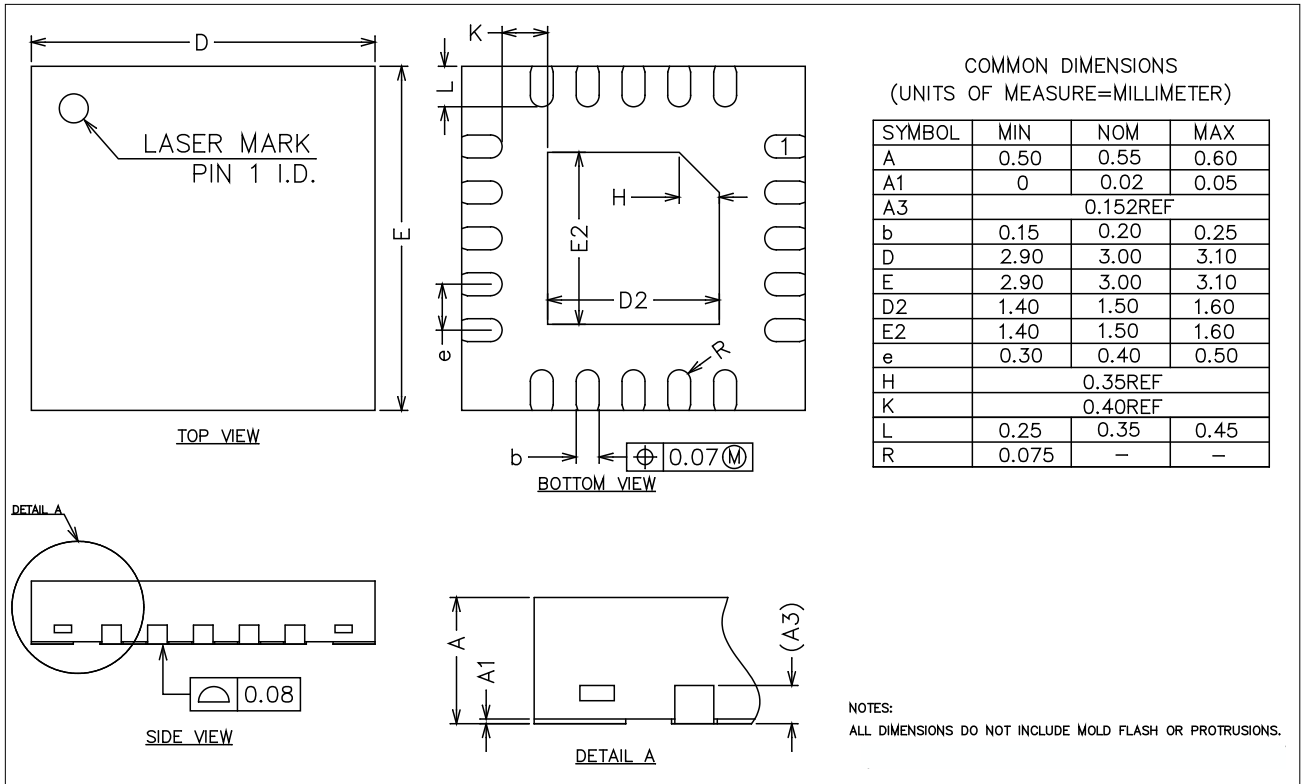 D
LASER MARK
PIN 1 I.D.
E
TOP VIEW
K
L
1
H
E2
D2
e
R
b
0.07 Ⓜ
BOTTOM VIEW
COMMON DIMENSIONS
(UNITS OF MEASURE=MILLIMETER)
SYMBOL MIN NOM MAX
A 0.50 0.55 0.60
A1 0 0.02 0.05
A3 0.152REF
b 0.15 0.20 0.25
D 2.90 3.00 3.10
E 2.90 3.00 3.10
D2 1.40 1.50 1.60
E2 1.40 1.50 1.60
e 0.30 0.40 0.50
H 0.35REF
K 0.40REF
L 0.25 0.35 0.45
R 0.075 – –
DETAIL A
0.08
SIDE VIEW
A
A1
(A3)
DETAIL A
NOTES:
ALL DIMENSIONS DO NOT INCLUDE MOLD FLASH OR PROTRUSIONS.